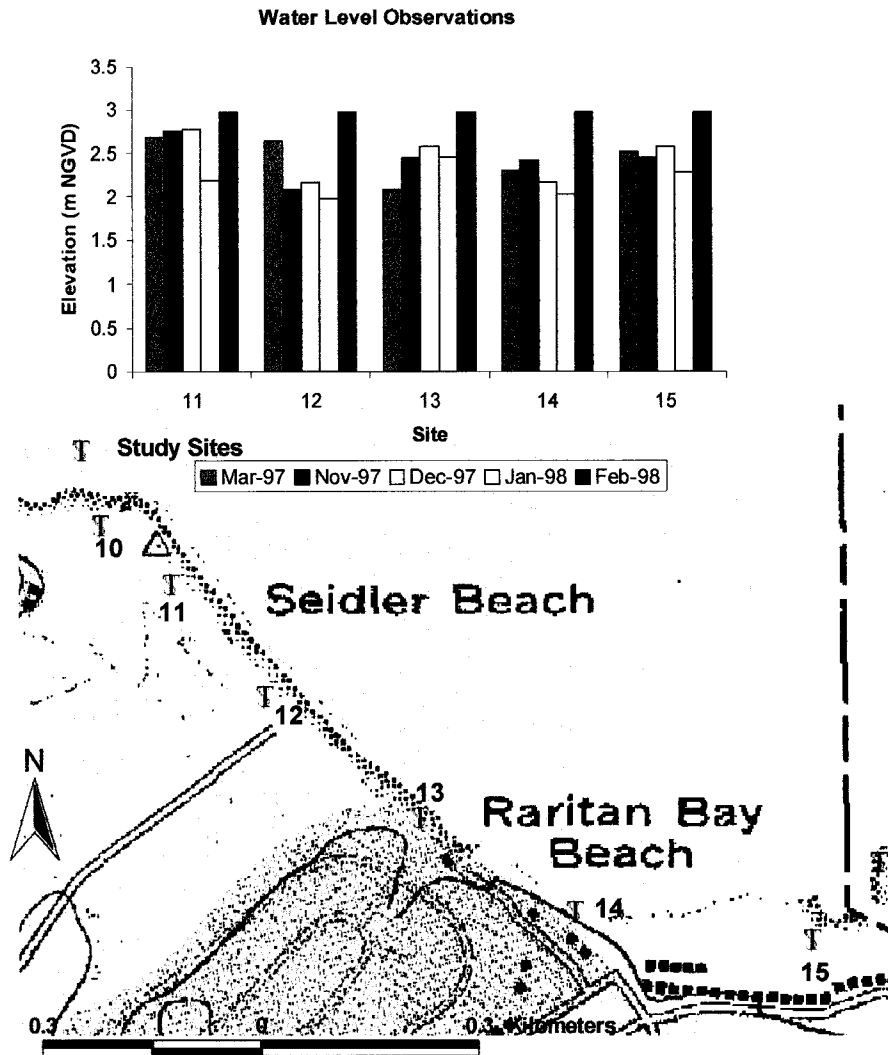 Water Level Observations
3.5
3
2.5
2
1.5
1
0.5
0
Elevation (m NGVD)
11 12 13 14 15
Site
Study Sites
Mar-97 Nov-97 Dec-97 Jan-98 Feb-98
10
11
Seidler Beach
12
N
13
Raritan Bay
Beach
14
15
0.3 0 0.3 Kilometers